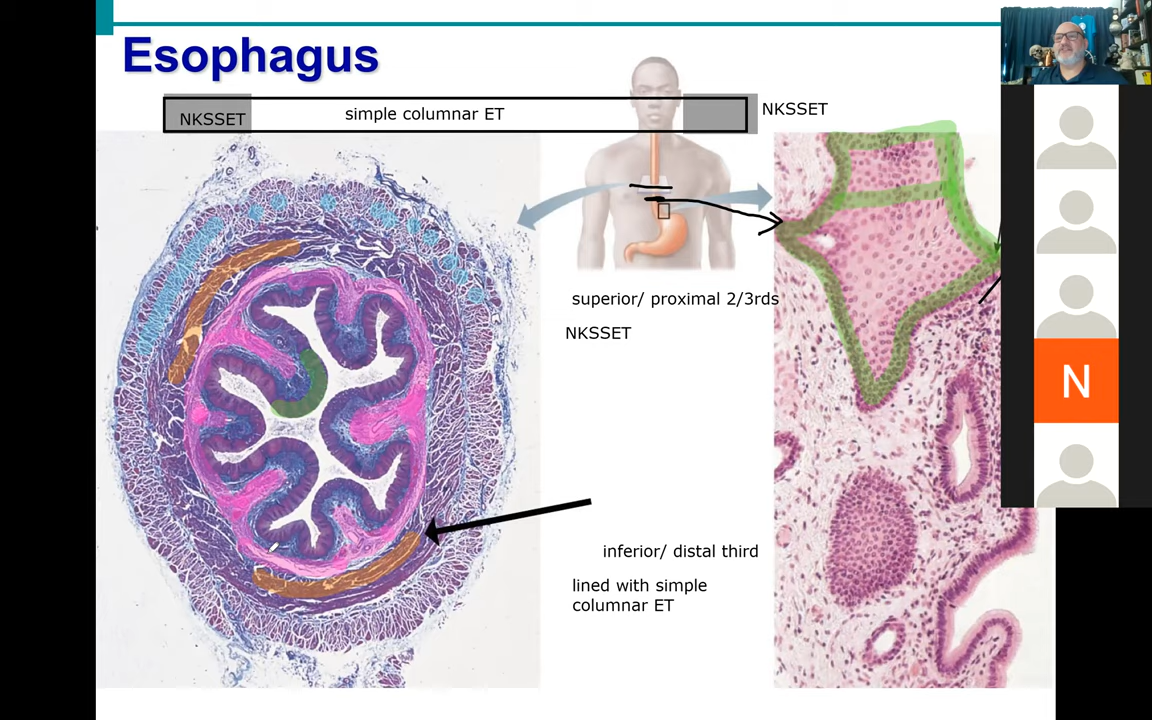 Esophagus
NKSSET
simple columnar ET
NKSSET
superior/ proximal 2/3rds
NKSSET
inferior/ distal third
lined with simple
columnar ET
N